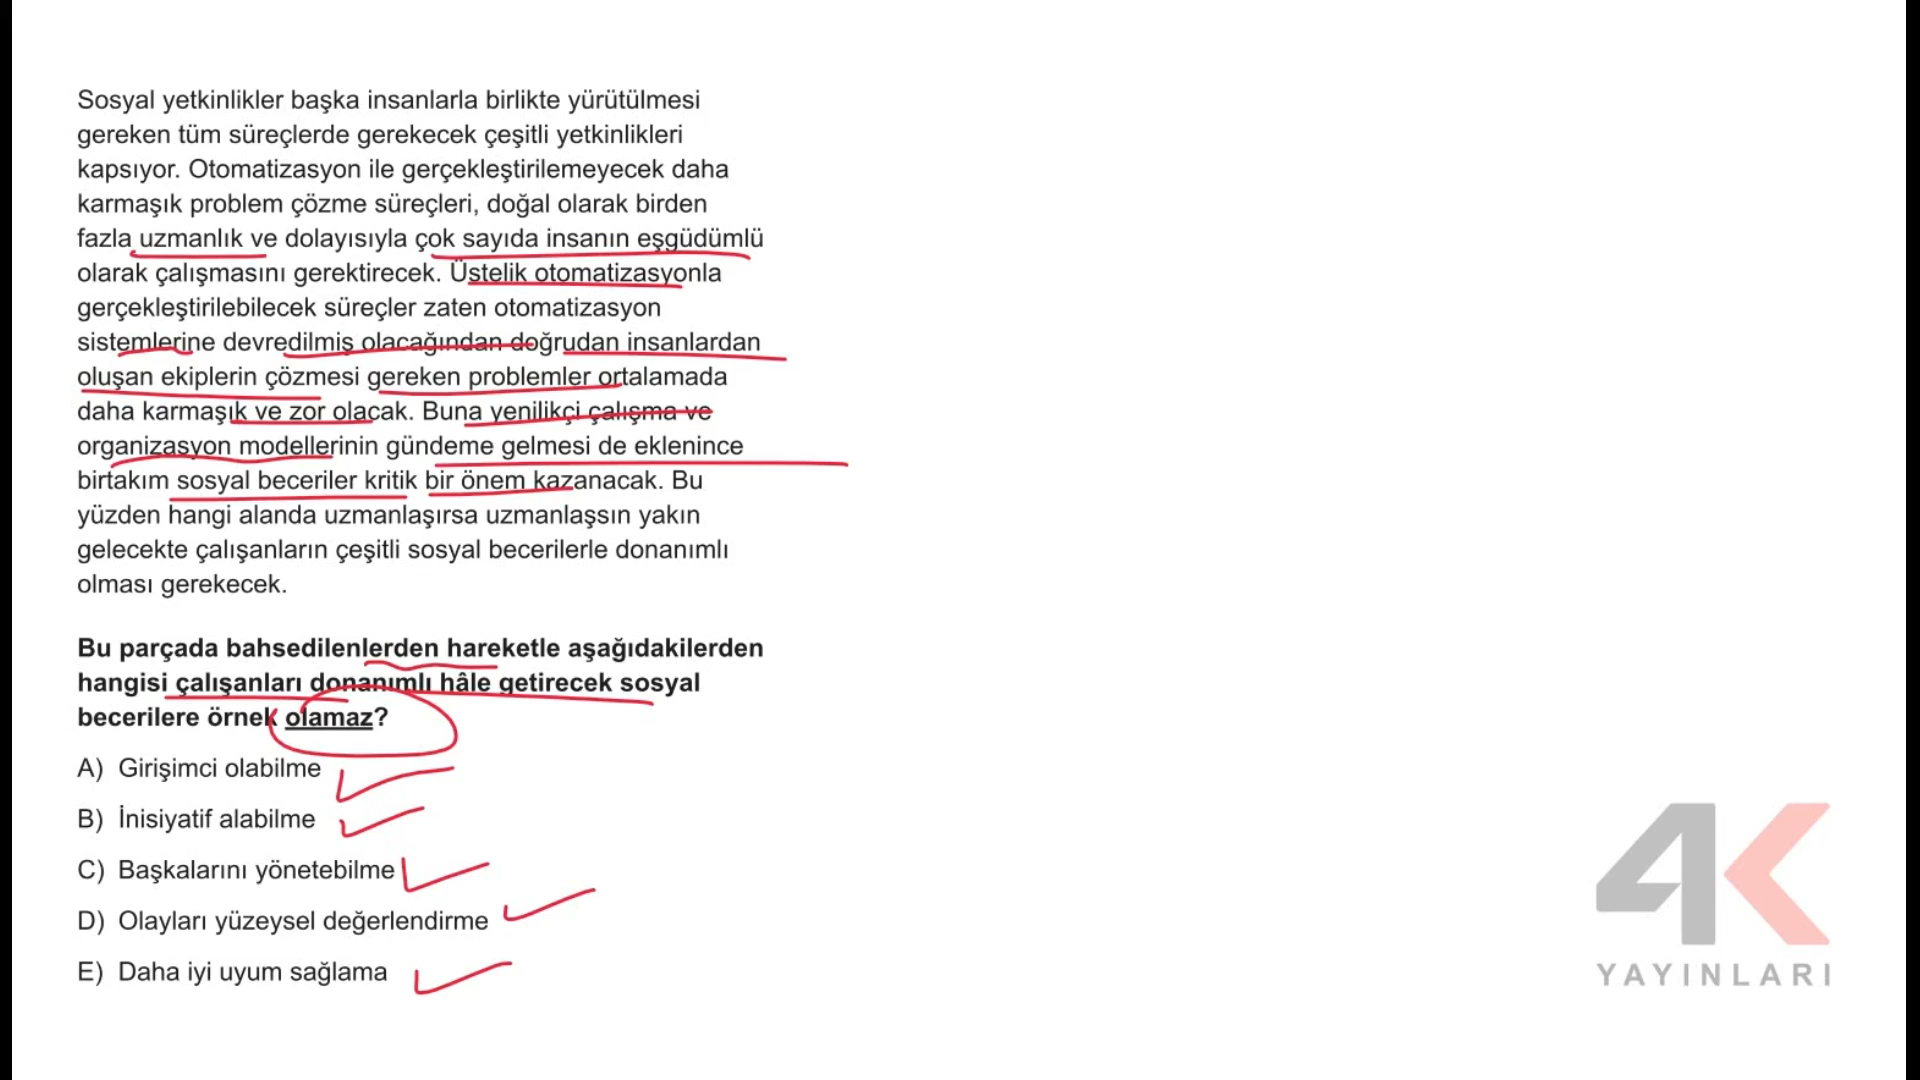 Sosyal yetkinlikler başka insanlarla birlikte yürütülmesi
gereken tüm süreçlerde gerekecek çeşitli yetkinlikleri
kapsıyor. Otomatizasyon ile gerçekleştirilemeyecek daha
karmaşık problem çözme süreçleri, doğal olarak birden
fazla uzmanlık ve dolayısıyla çok sayıda insanın eşgüdümlü
olarak çalışmasını gerektirecek. Üstelik otomatizasyonla
gerçekleştirilebilecek süreçler zaten otomatizasyon
sistemlerine devredilmiş olacağından doğrudan insanlardan
oluşan ekiplerin çözmesi gereken problemler ortalamada
daha karmaşık ve zor olacak. Buna yenilikçi çalışma ve
organizasyon modellerinin gündeme gelmesi de eklenince
birtakım sosyal beceriler kritik bir önem kazanacak. Bu
yüzden hangi alanda uzmanlaşırsa uzmanlaşsın yakın
gelecekte çalışanların çeşitli sosyal becerilerle donanımlı
olması gerekecek.
Bu parçada bahsedilenlerden hareketle aşağıdakilerden
hangisi çalışanları donanımlı hâle getirecek sosyal
becerilere örnek olamaz?
A) Girişimci olabilme
B) İnisiyatif alabilme
C) Başkalarını yönetebilme
D) Olayları yüzeysel değerlendirme
E) Daha iyi uyum sağlama
4K
YAYINLARI